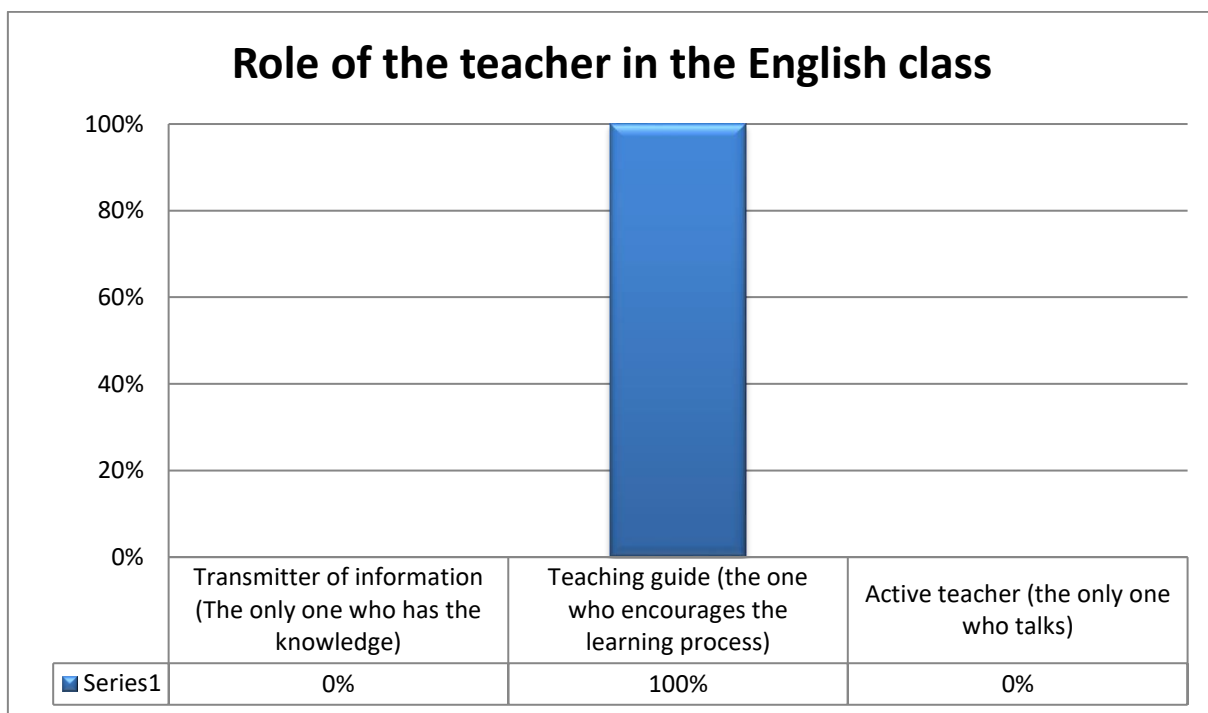 Role of the teacher in the English class
100%
80%
60%
40%
20%
0%
Transmitter of information
(The only one who has the
knowledge)
Teaching guide (the one
who encourages the
learning process)
Active teacher (the only one
who talks)
Series1 0% 100% 0%